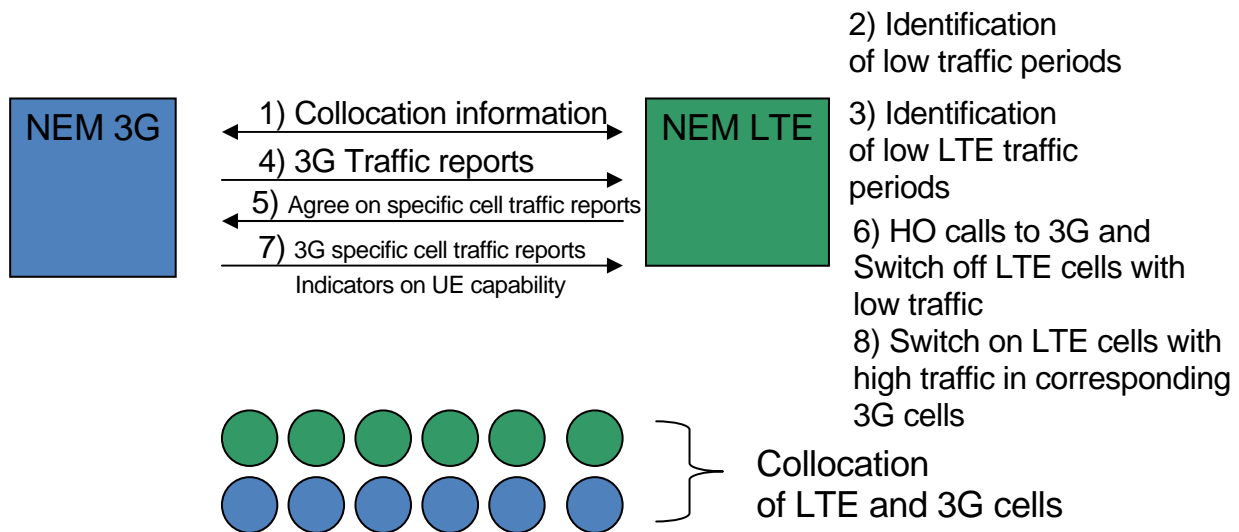 2) Identification
of low traffic periods
NEM 3G
1) Collocation information
NEM LTE
3) Identification
of low LTE traffic
periods
4) 3G Traffic reports
5) Agree on specific cell traffic reports
7) 3G specific cell traffic reports
Indicators on UE capability
6) HO calls to 3G and
Switch off LTE cells with
low traffic
8) Switch on LTE cells with
high traffic in corresponding
3G cells
Collocation
of LTE and 3G cells